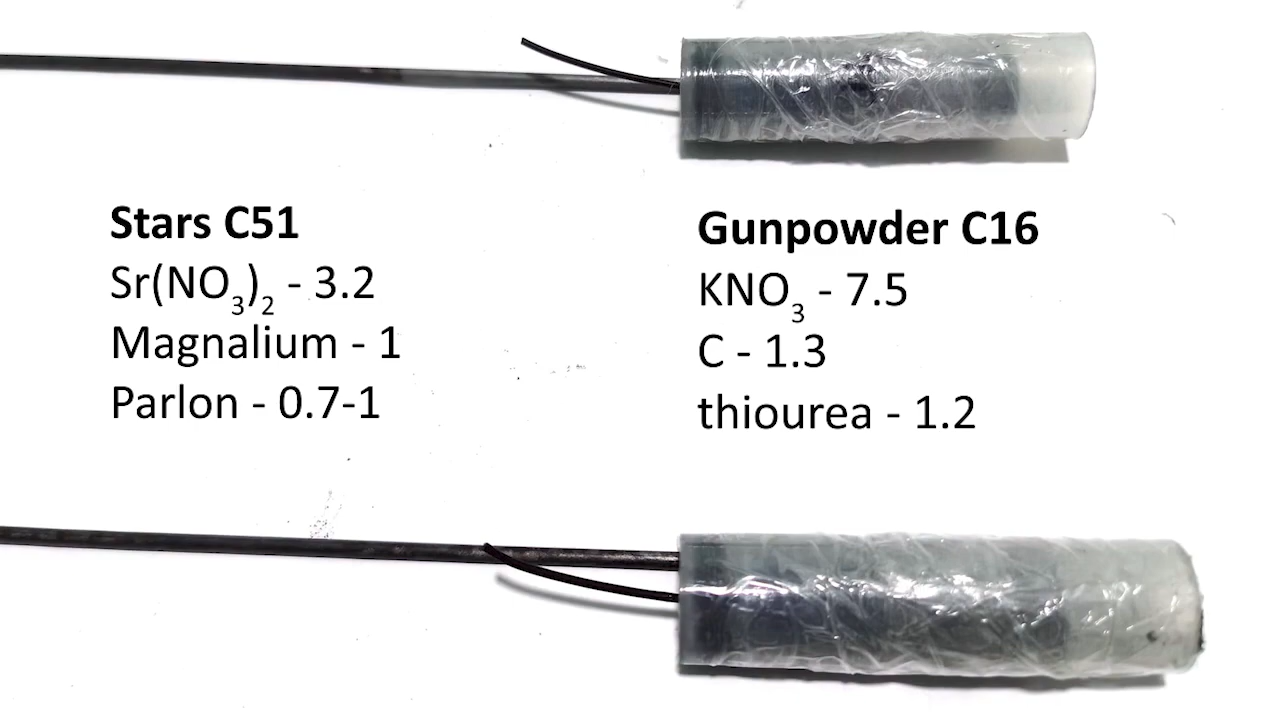 Stars C51
Sr(NO₃)₂ - 3.2
Magnalium - 1
Parlon - 0.7-1
Gunpowder C16
KNO₃ - 7.5
C - 1.3
thiourea - 1.2